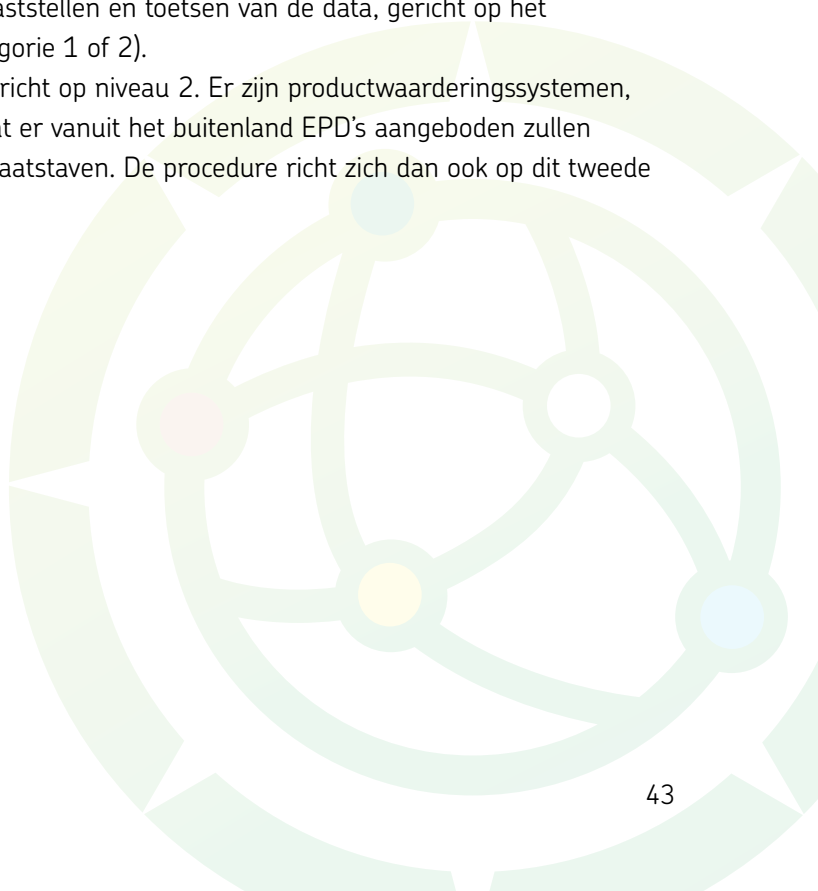 aststellen en toetsen van de data, gericht op het
gorie 1 of 2).
richt op niveau 2. Er zijn productwaarderingssystemen,
at er vanuit het buitenland EPD’s aangeboden zullen
aatstaven. De procedure richt zich dan ook op dit tweede
43